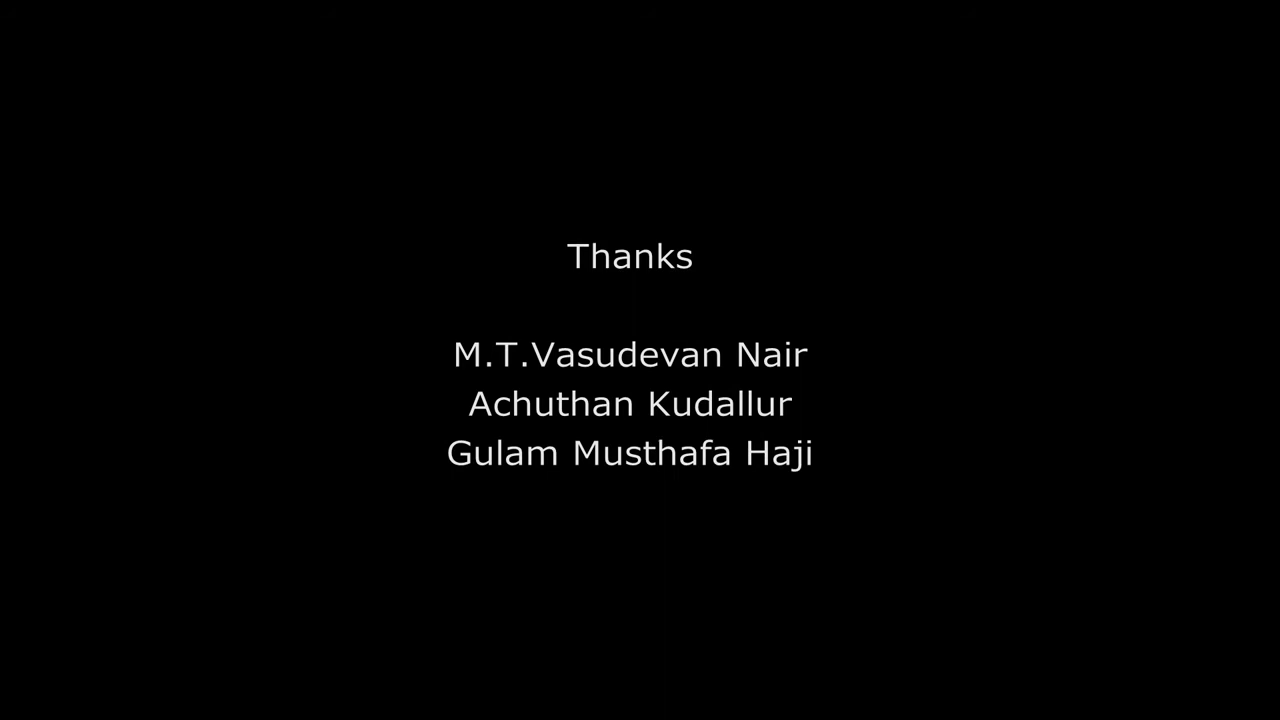 Thanks
M.T.Vasudevan Nair
Achuthan Kudallur
Gulam Musthafa Haji